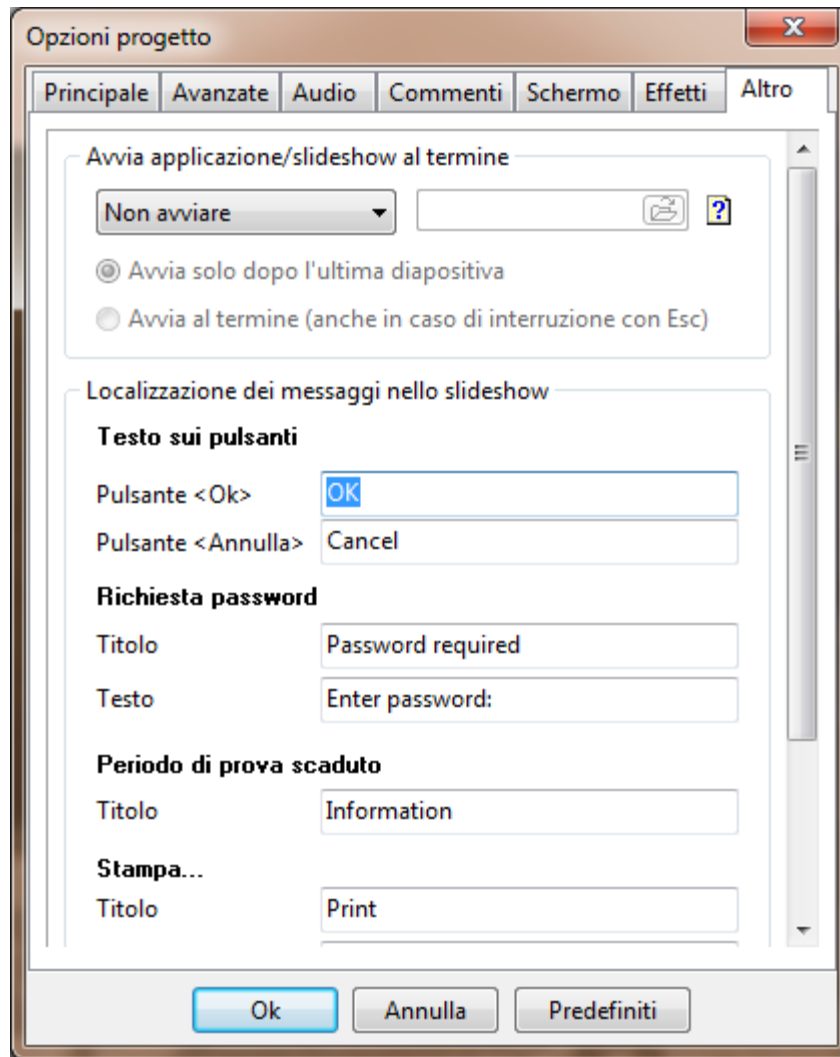 Opzioni progetto
Principale Avanzate Audio Commenti Schermo Effetti Altro
Avvia applicazione/slideshow al termine
Non avviare
Avvia solo dopo l'ultima diapositiva
Avvia al termine (anche in caso di interruzione con Esc)
Localizzazione dei messaggi nello slideshow
Testo sui pulsanti
Pulsante <Ok> OK
Pulsante <Annulla> Cancel
Richiesta password
Titolo Password required
Testo Enter password:
Periodo di prova scaduto
Titolo Information
Stampa...
Titolo Print
Ok Annulla Predefiniti